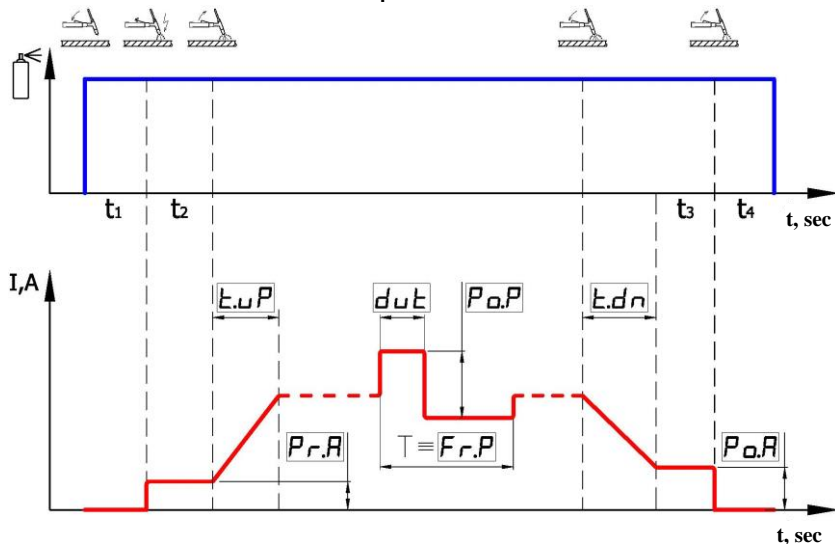 t1 t2 t3 t4
t, sec
I,A
t.uP dut Po.P t.dn
Pr.A T ≡ Fr.P Po.A
t, sec